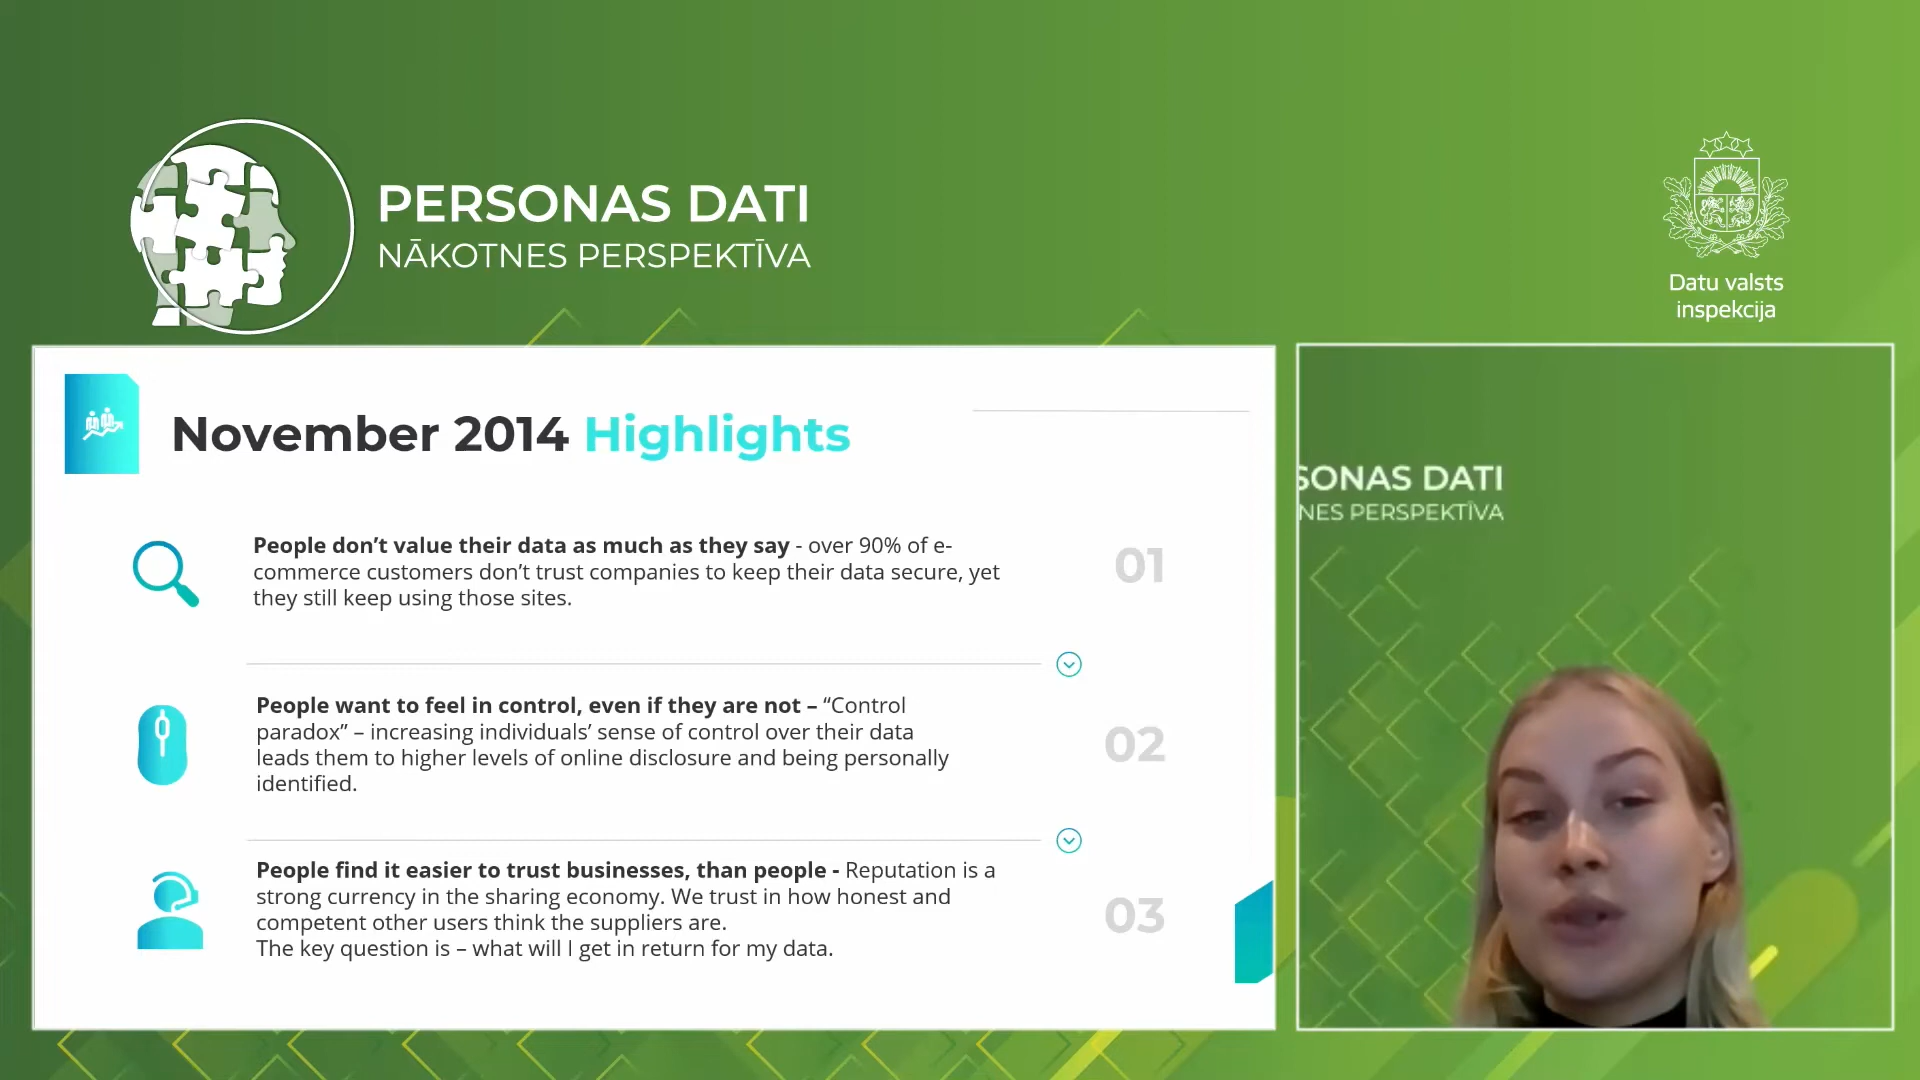 PERSONAS DATI
NĀKOTNES PERSPEKTĪVA
Datu valsts
inspekcija
November 2014 Highlights
People don’t value their data as much as they say - over 90% of e-
commerce customers don’t trust companies to keep their data secure, yet
they still keep using those sites.
01
People want to feel in control, even if they are not – “Control
paradox” – increasing individuals’ sense of control over their data
leads them to higher levels of online disclosure and being personally
identified.
02
People find it easier to trust businesses, than people - Reputation is a
strong currency in the sharing economy. We trust in how honest and
competent other users think the suppliers are.
The key question is – what will I get in return for my data.
03
SONAS DATI
NES PERSPEKTĪVA